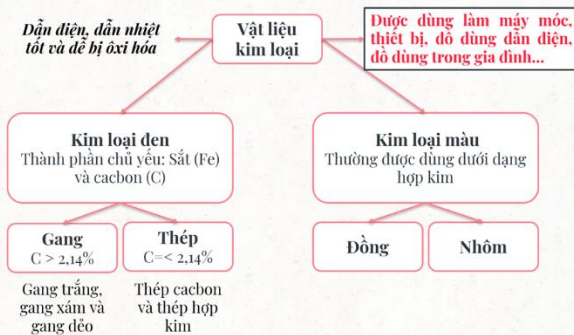 Dẫn điện, dẫn nhiệt
tốt và dễ bị ôxi hóa
Vật liệu
kim loại
Được dùng làm máy móc,
thiết bị, đồ dùng dẫn điện,
đồ dùng trong gia đình...
Kim loại đen
Thành phần chủ yếu: Sắt (Fe)
và cacbon (C)
Kim loại màu
Thường được dùng dưới dạng
hợp kim
Gang
C > 2,14%
Thép
C=< 2,14%
Đồng
Nhôm
Gang trắng,
gang xám và
gang dẻo
Thép cacbon
và thép hợp
kim